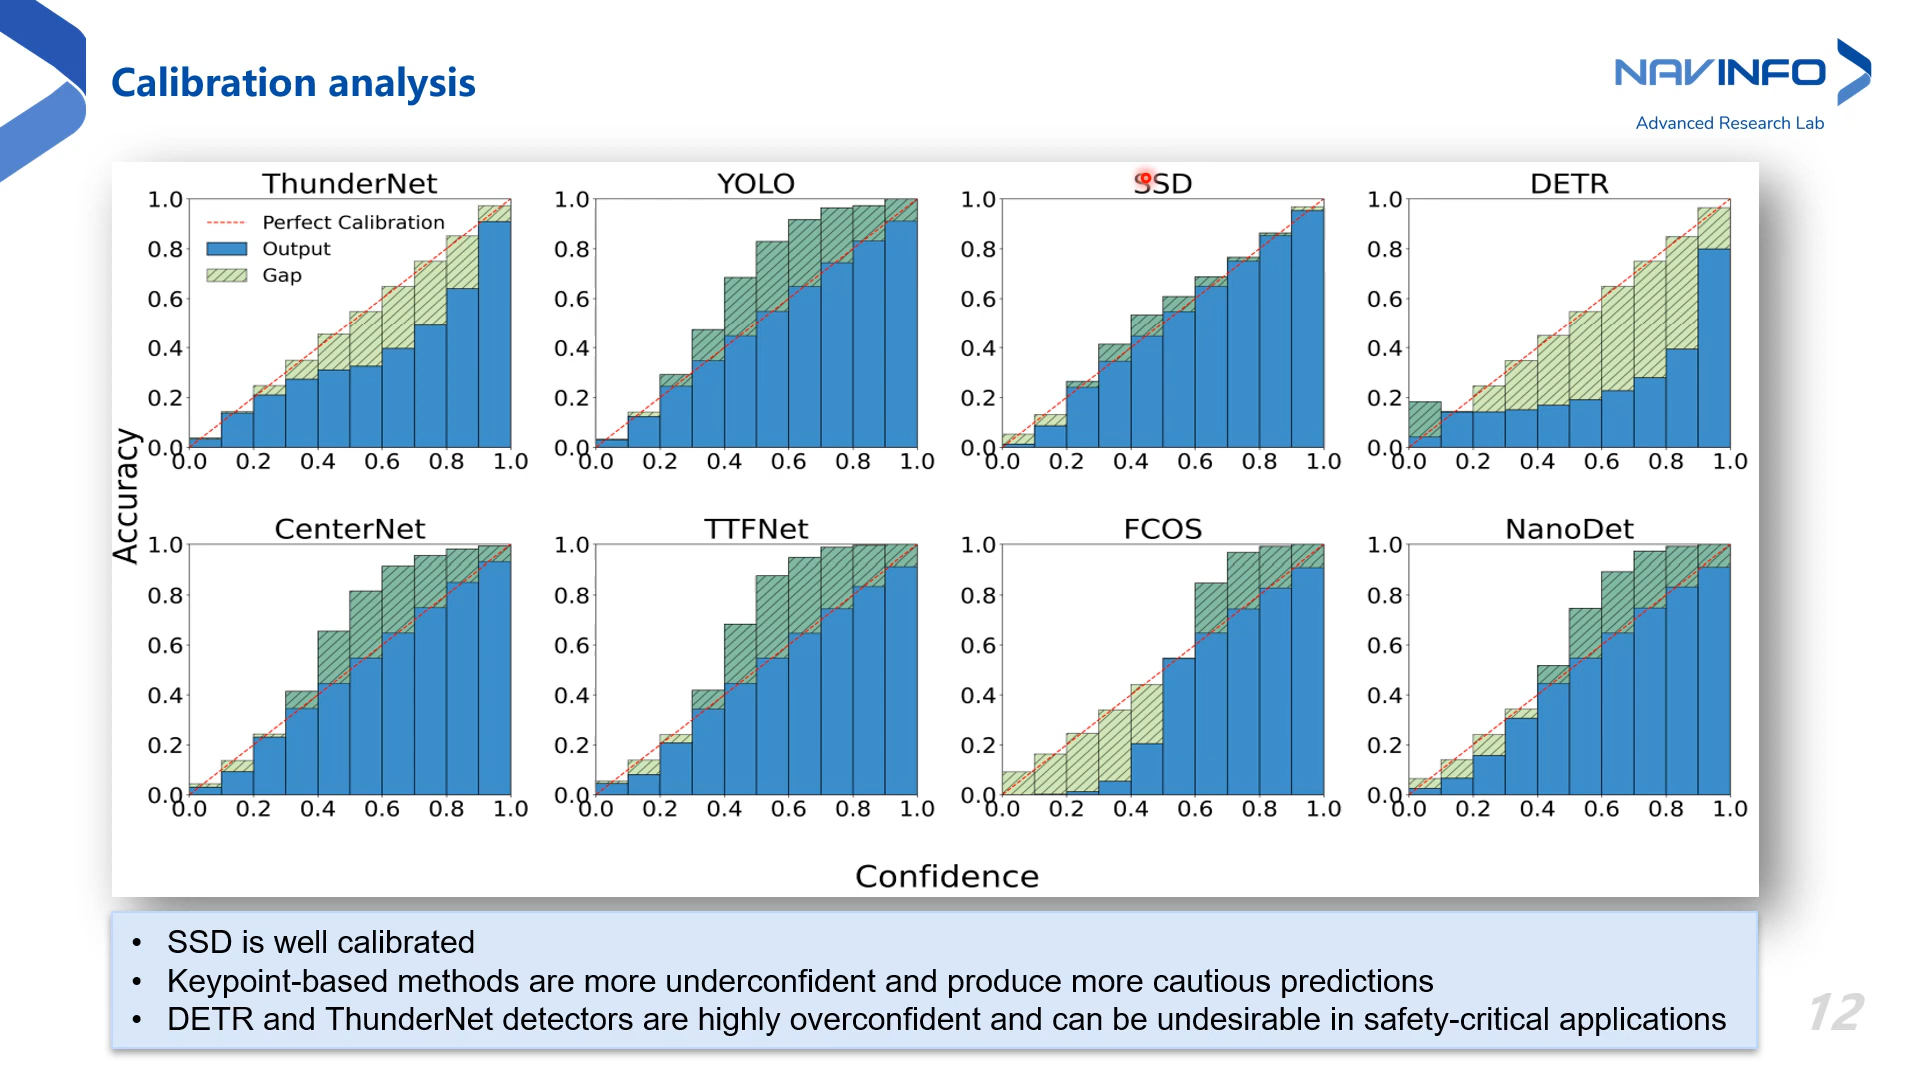 Calibration analysis
NAVINFO
Advanced Research Lab
ThunderNet
YOLO
SSD
DETR
1.0
0.8
0.6
0.4
0.2
0.0
Perfect Calibration
Output
Gap
0.0 0.2 0.4 0.6 0.8 1.0
1.0
0.8
0.6
0.4
0.2
0.0
0.0 0.2 0.4 0.6 0.8 1.0
1.0
0.8
0.6
0.4
0.2
0.0
0.0 0.2 0.4 0.6 0.8 1.0
1.0
0.8
0.6
0.4
0.2
0.0
0.0 0.2 0.4 0.6 0.8 1.0
Accuracy
CenterNet
TTFNet
FCOS
NanoDet
1.0
0.8
0.6
0.4
0.2
0.0
0.0 0.2 0.4 0.6 0.8 1.0
1.0
0.8
0.6
0.4
0.2
0.0
0.0 0.2 0.4 0.6 0.8 1.0
1.0
0.8
0.6
0.4
0.2
0.0
0.0 0.2 0.4 0.6 0.8 1.0
1.0
0.8
0.6
0.4
0.2
0.0
0.0 0.2 0.4 0.6 0.8 1.0
Confidence
• SSD is well calibrated
• Keypoint-based methods are more underconfident and produce more cautious predictions
• DETR and ThunderNet detectors are highly overconfident and can be undesirable in safety-critical applications
12